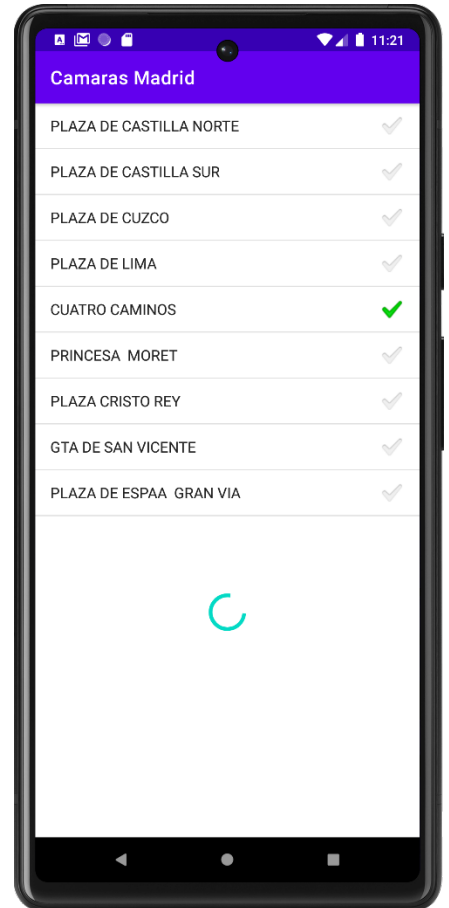 11:21
Camaras Madrid
PLAZA DE CASTILLA NORTE
PLAZA DE CASTILLA SUR
PLAZA DE CUZCO
PLAZA DE LIMA
CUATRO CAMINOS
PRINCESA  MORET
PLAZA CRISTO REY
GTA DE SAN VICENTE
PLAZA DE ESPAA  GRAN VIA